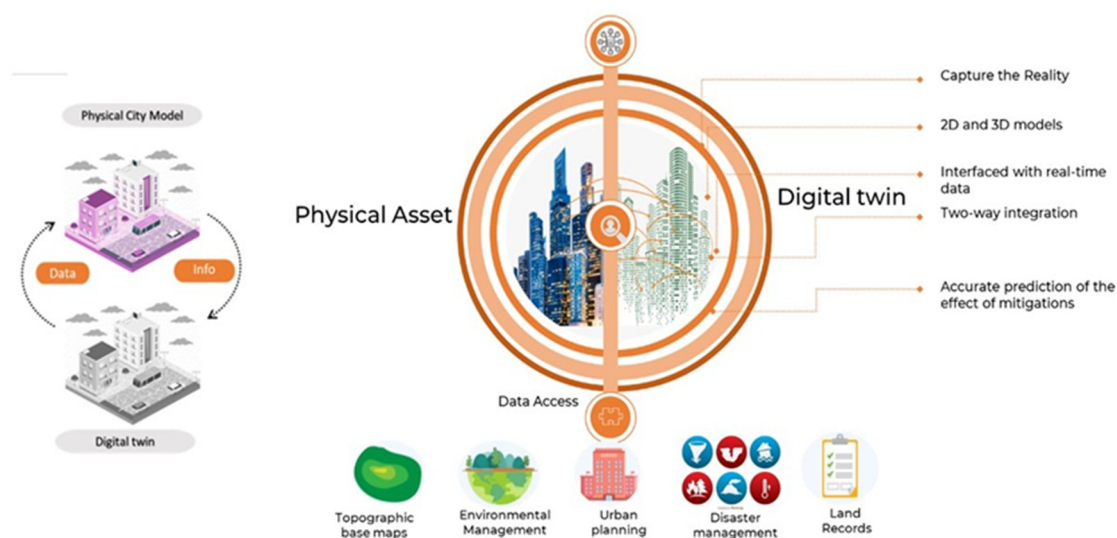 Physical City Model
Data
Info
Digital twin
Physical Asset
Digital twin
Capture the Reality
2D and 3D models
Interfaced with real-time
data
Two-way integration
Accurate prediction of the
effect of mitigations
Data Access
Topographic
base maps
Environmental
Management
Urban
planning
Disaster
management
Land
Records